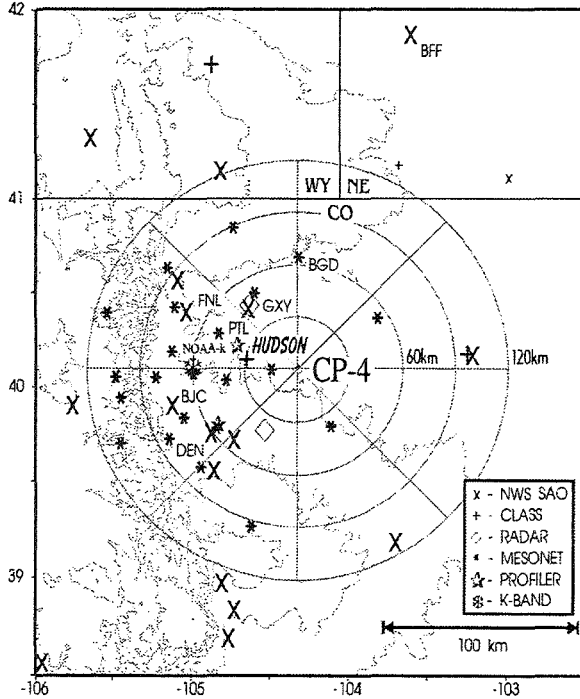 42
BFF
41
WY NE
CO
BGD
FNL
GXY
PTL
HUDSON
NOAA-k
CP-4
60km
120km
40
BJC
DEN
x - NWS SAO
+ - CLASS
- RADAR
* - MESONET
☆ - PROFILER
- K-BAND
39
100 km
-106
-105
-104
-103